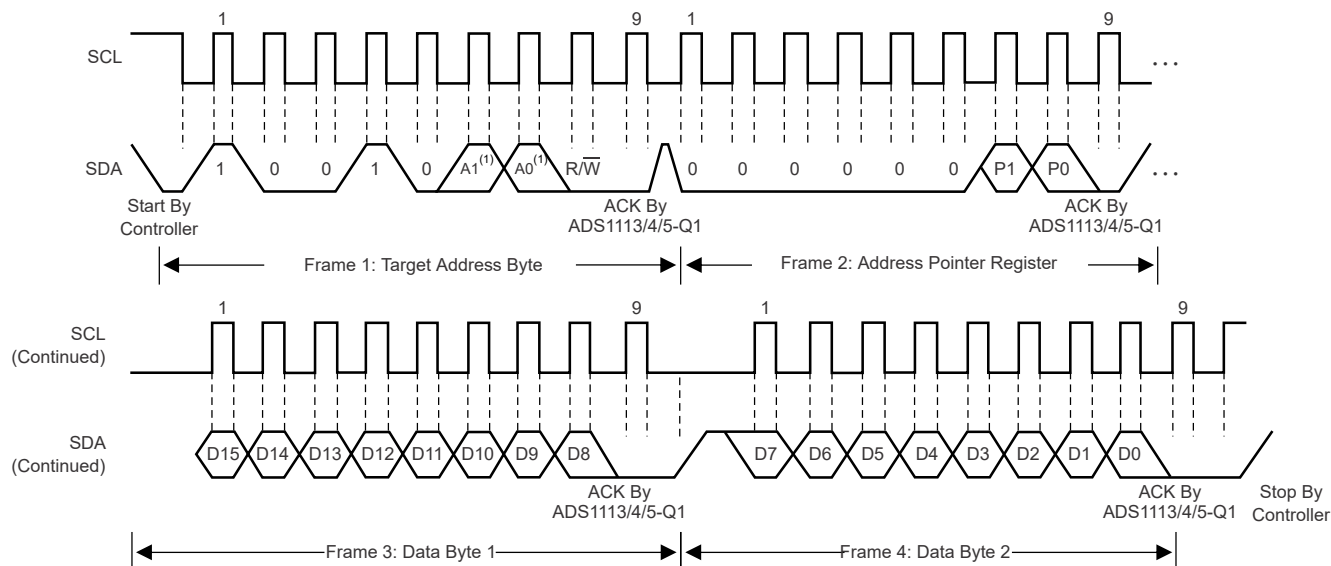 1 9 1 9
SCL
...
SDA
1 0 0 1 0 A1(1) A0(1) R/W̅ 0 0 0 0 0 0 P1 P0
...
Start By
Controller
ACK By
ADS1113/4/5-Q1
ACK By
ADS1113/4/5-Q1
Frame 1: Target Address Byte
Frame 2: Address Pointer Register
1 9 1 9
SCL
(Continued)
SDA
(Continued)
D15 D14 D13 D12 D11 D10 D9 D8 D7 D6 D5 D4 D3 D2 D1 D0
ACK By
ADS1113/4/5-Q1
ACK By
ADS1113/4/5-Q1
Stop By
Controller
Frame 3: Data Byte 1
Frame 4: Data Byte 2